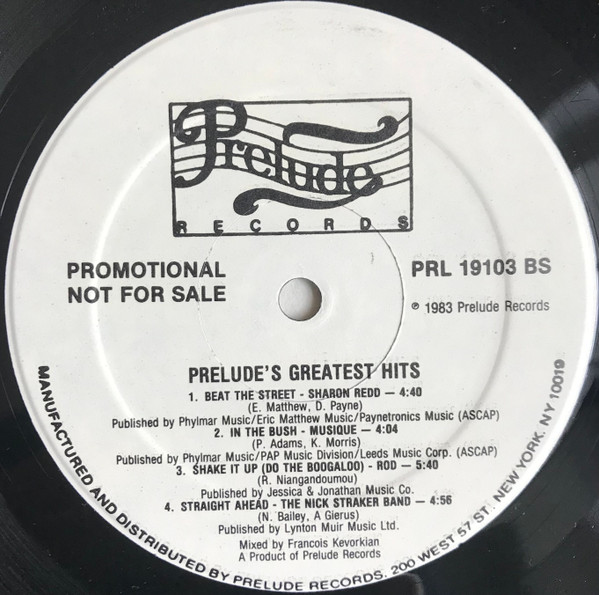 Prelude
RECORDS
PROMOTIONAL
NOT FOR SALE
PRL 19103 BS
℗ 1983 Prelude Records
PRELUDE'S GREATEST HITS
1. BEAT THE STREET - SHARON REDD — 4:40
(E. Matthew, D. Payne)
Published by Phylmar Music/Eric Matthew Music/Paynetronics Music (ASCAP)
2. IN THE BUSH - MUSIQUE — 4:04
(P. Adams, K. Morris)
Published by Phylmar Music/PAP Music Division/Leeds Music Corp. (ASCAP)
3. SHAKE IT UP (DO THE BOOGALOO) - ROD — 5:40
(R. Niangandoumou)
Published by Jessica & Jonathan Music Co.
4. STRAIGHT AHEAD - THE NICK STRAKER BAND — 4:56
(N. Bailey, A Gierus)
Published by Lynton Muir Music Ltd.
Mixed by Francois Kevorkian
A Product of Prelude Records
MANUFACTURED AND DISTRIBUTED BY PRELUDE RECORDS. 200 WEST 57 ST. NEW YORK, NY 10019